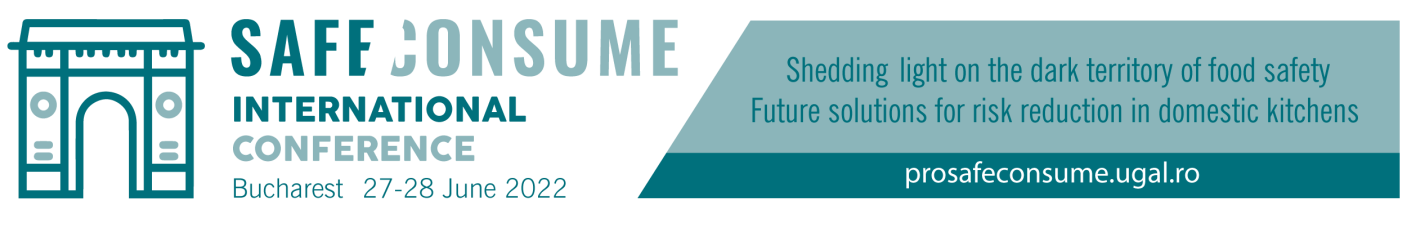 SAFE CONSUME
INTERNATIONAL
CONFERENCE
Bucharest 27-28 June 2022
Shedding light on the dark territory of food safety
Future solutions for risk reduction in domestic kitchens
prosafeconsume.ugal.ro